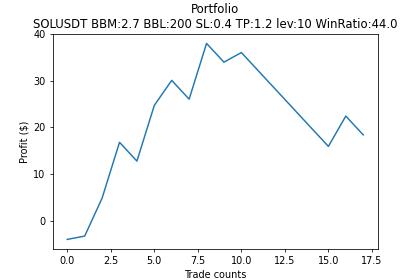 Portfolio
SOLUSDT BBM:2.7 BBL:200 SL:0.4 TP:1.2 lev:10 WinRatio:44.0
40
30
20
10
0
Profit ($)
0.0 2.5 5.0 7.5 10.0 12.5 15.0 17.5
Trade counts